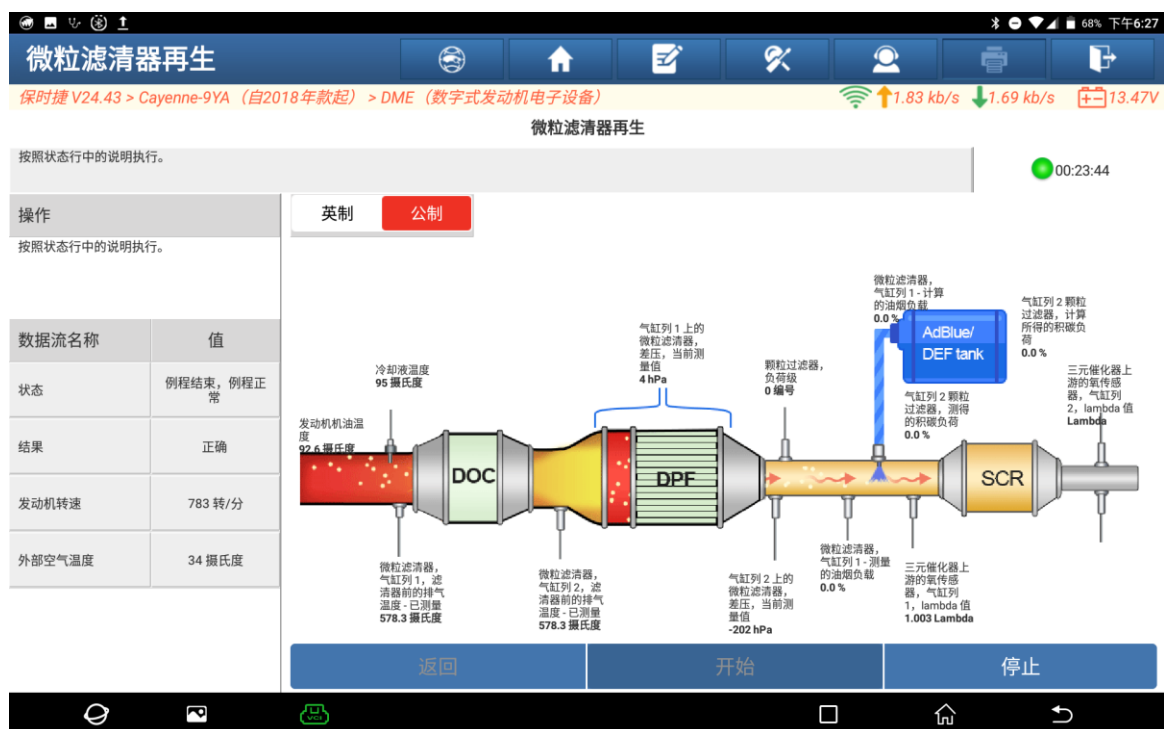 68% 下午6:27
微粒滤清器再生
保时捷 V24.43 > Cayenne-9YA（自2018年款起）> DME（数字式发动机电子设备）
1.83 kb/s 1.69 kb/s 13.47V
微粒滤清器再生
按照状态行中的说明执行。
00:23:44
操作
按照状态行中的说明执行。
英制 公制
数据流名称 值
状态 例程结束，例程正
常
结果 正确
发动机转速 783 转/分
外部空气温度 34 摄氏度
发动机机油温
度
92.6 摄氏度
冷却液温度
95 摄氏度
气缸列 1 上的
微粒滤清器，
差压，当前测
量值
4 hPa
颗粒过滤器，
负荷级
0 编号
微粒滤清器，
气缸列 1 - 计算
的油烟负载
0.0 %
AdBlue/
DEF tank
气缸列 2 颗粒
过滤器，计算
所得的积碳负
荷
0.0 %
气缸列 2 颗粒
过滤器，测得
的积碳负荷
0.0 %
三元催化器上
游的氧传感
器，气缸列
2，lambda 值
Lambda
DOC
DPF
SCR
微粒滤清器，
气缸列 1，滤
清器前的排气
温度 - 已测量
578.3 摄氏度
微粒滤清器，
气缸列 2，滤
清器前的排气
温度 - 已测量
578.3 摄氏度
气缸列 2 上的
微粒滤清器，
差压，当前测
量值
-202 hPa
微粒滤清器，
气缸列 1 - 测量
的油烟负载
0.0 %
三元催化器上
游的氧传感
器，气缸列
1，lambda 值
1.003 Lambda
返回 开始 停止
VCI